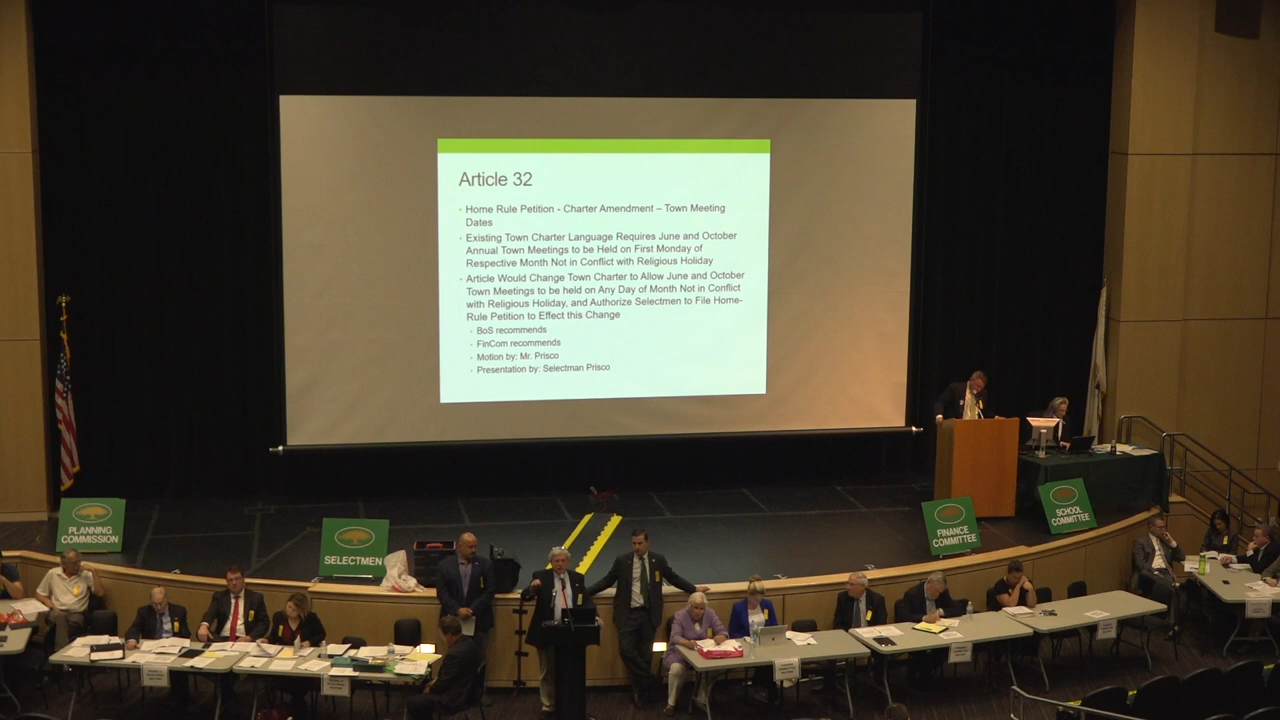 Article 32
Home Rule Petition - Charter Amendment – Town Meeting
Dates
Existing Town Charter Language Requires June and October
Annual Town Meetings to be Held on First Monday of
Respective Month Not in Conflict with Religious Holiday
Article Would Change Town Charter to Allow June and October
Town Meetings to be held on Any Day of Month Not in Conflict
with Religious Holiday, and Authorize Selectmen to File Home-
Rule Petition to Effect this Change
BoS recommends
FinCom recommends
Motion by: Mr. Prisco
Presentation by: Selectman Prisco
PLANNING
COMMISSION
SELECTMEN
FINANCE
COMMITTEE
SCHOOL
COMMITTEE